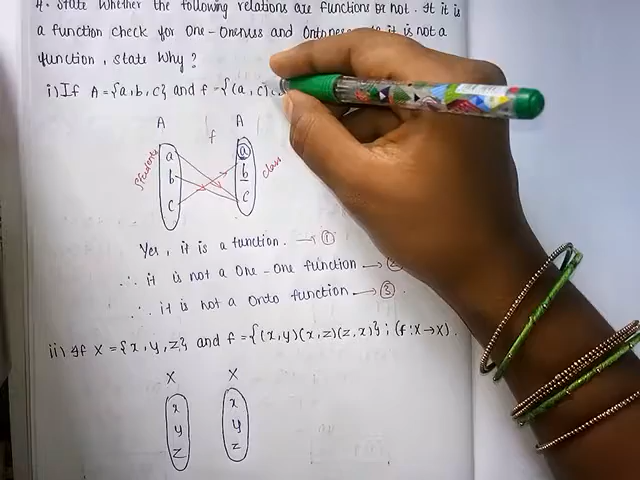 4. State whether the following relations are functions or not. If it is
a function check for One-Oneness and Ontoness. If it is not a
function, state why?
i) If A = {a,b,c} and f = {(a,c)
A f A
students a a class
b b
c c
Yes, it is a function. → ①
∴ it is not a One-One function →
∴ it is not a Onto function → ③.
ii) If X = {x,y,z} and f = {(x,y)(x,z)(z,x)}; (f: X→X).
X X
x x
y y
z z